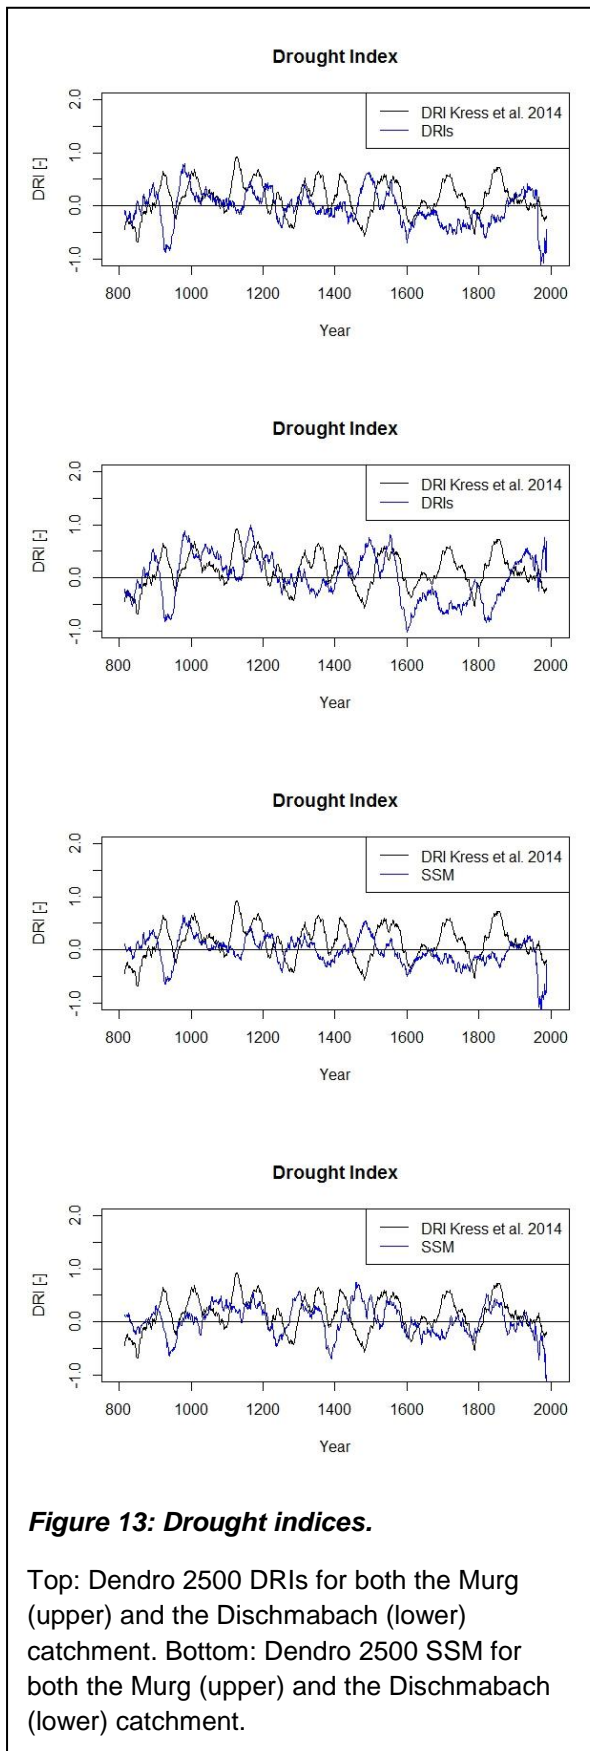 Drought Index
DRI Kress et al. 2014
DRIs
2.0
1.0
0.0
-1.0
DRI [-]
800 1000 1200 1400 1600 1800 2000
Year
Drought Index
DRI Kress et al. 2014
DRIs
2.0
1.0
0.0
-1.0
DRI [-]
800 1000 1200 1400 1600 1800 2000
Year
Drought Index
DRI Kress et al. 2014
SSM
2.0
1.0
0.0
-1.0
DRI [-]
800 1000 1200 1400 1600 1800 2000
Year
Drought Index
DRI Kress et al. 2014
SSM
2.0
1.0
0.0
-1.0
DRI [-]
800 1000 1200 1400 1600 1800 2000
Year
Figure 13: Drought indices.
Top: Dendro 2500 DRIs for both the Murg
(upper) and the Dischmabach (lower)
catchment. Bottom: Dendro 2500 SSM for
both the Murg (upper) and the Dischmabach
(lower) catchment.